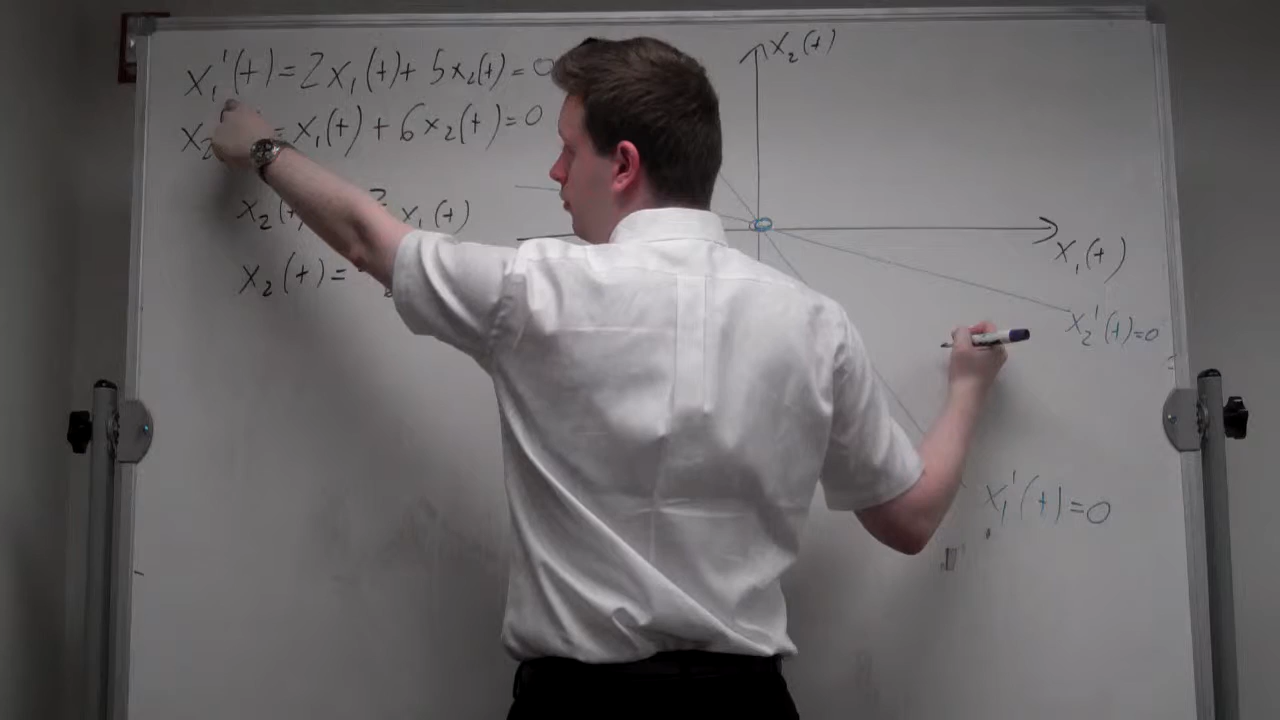 x₁'(t) = 2x₁(t) + 5x₂(t) = 0
x₂ = x₁(t) + 6x₂(t) = 0
x₂(t) x₁(t)
x₂(t) =
x₂(t)
x₁(t)
x₂'(t) = 0
x₁'(t) = 0